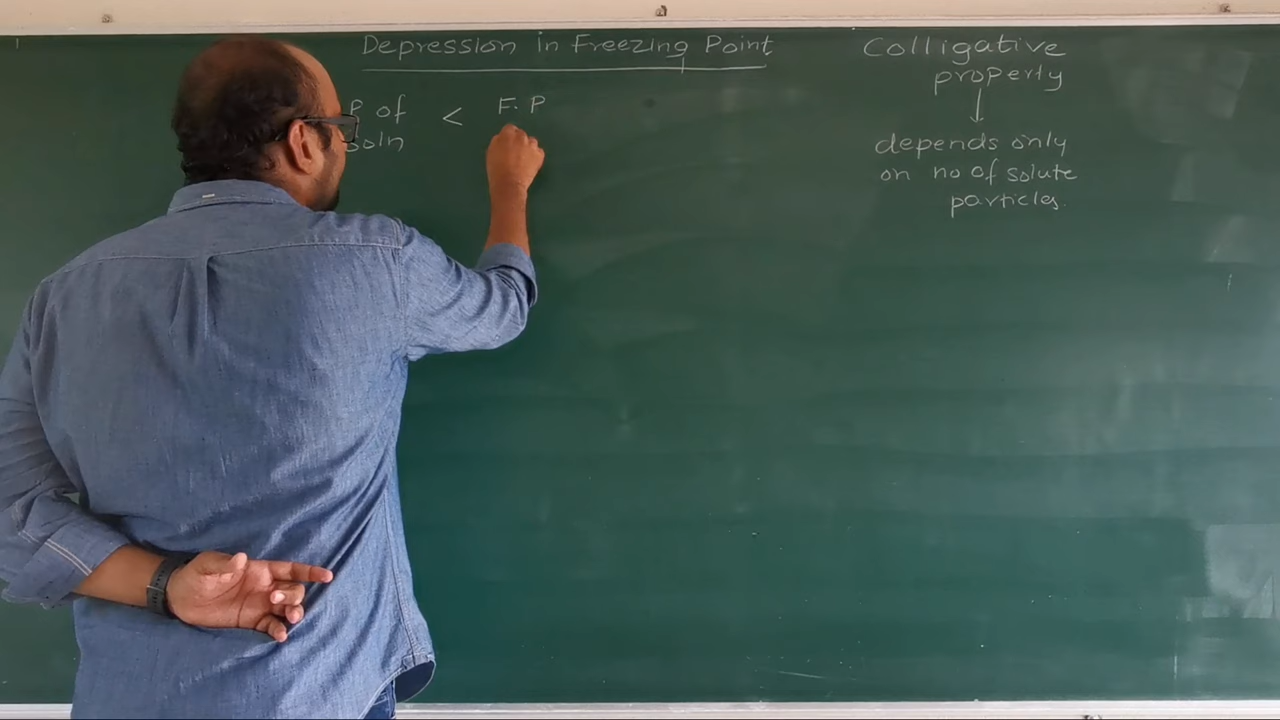 Depression in Freezing Point
P of < F.P
soln
Colligative
property
↓
depends only
on no of solute
particles.